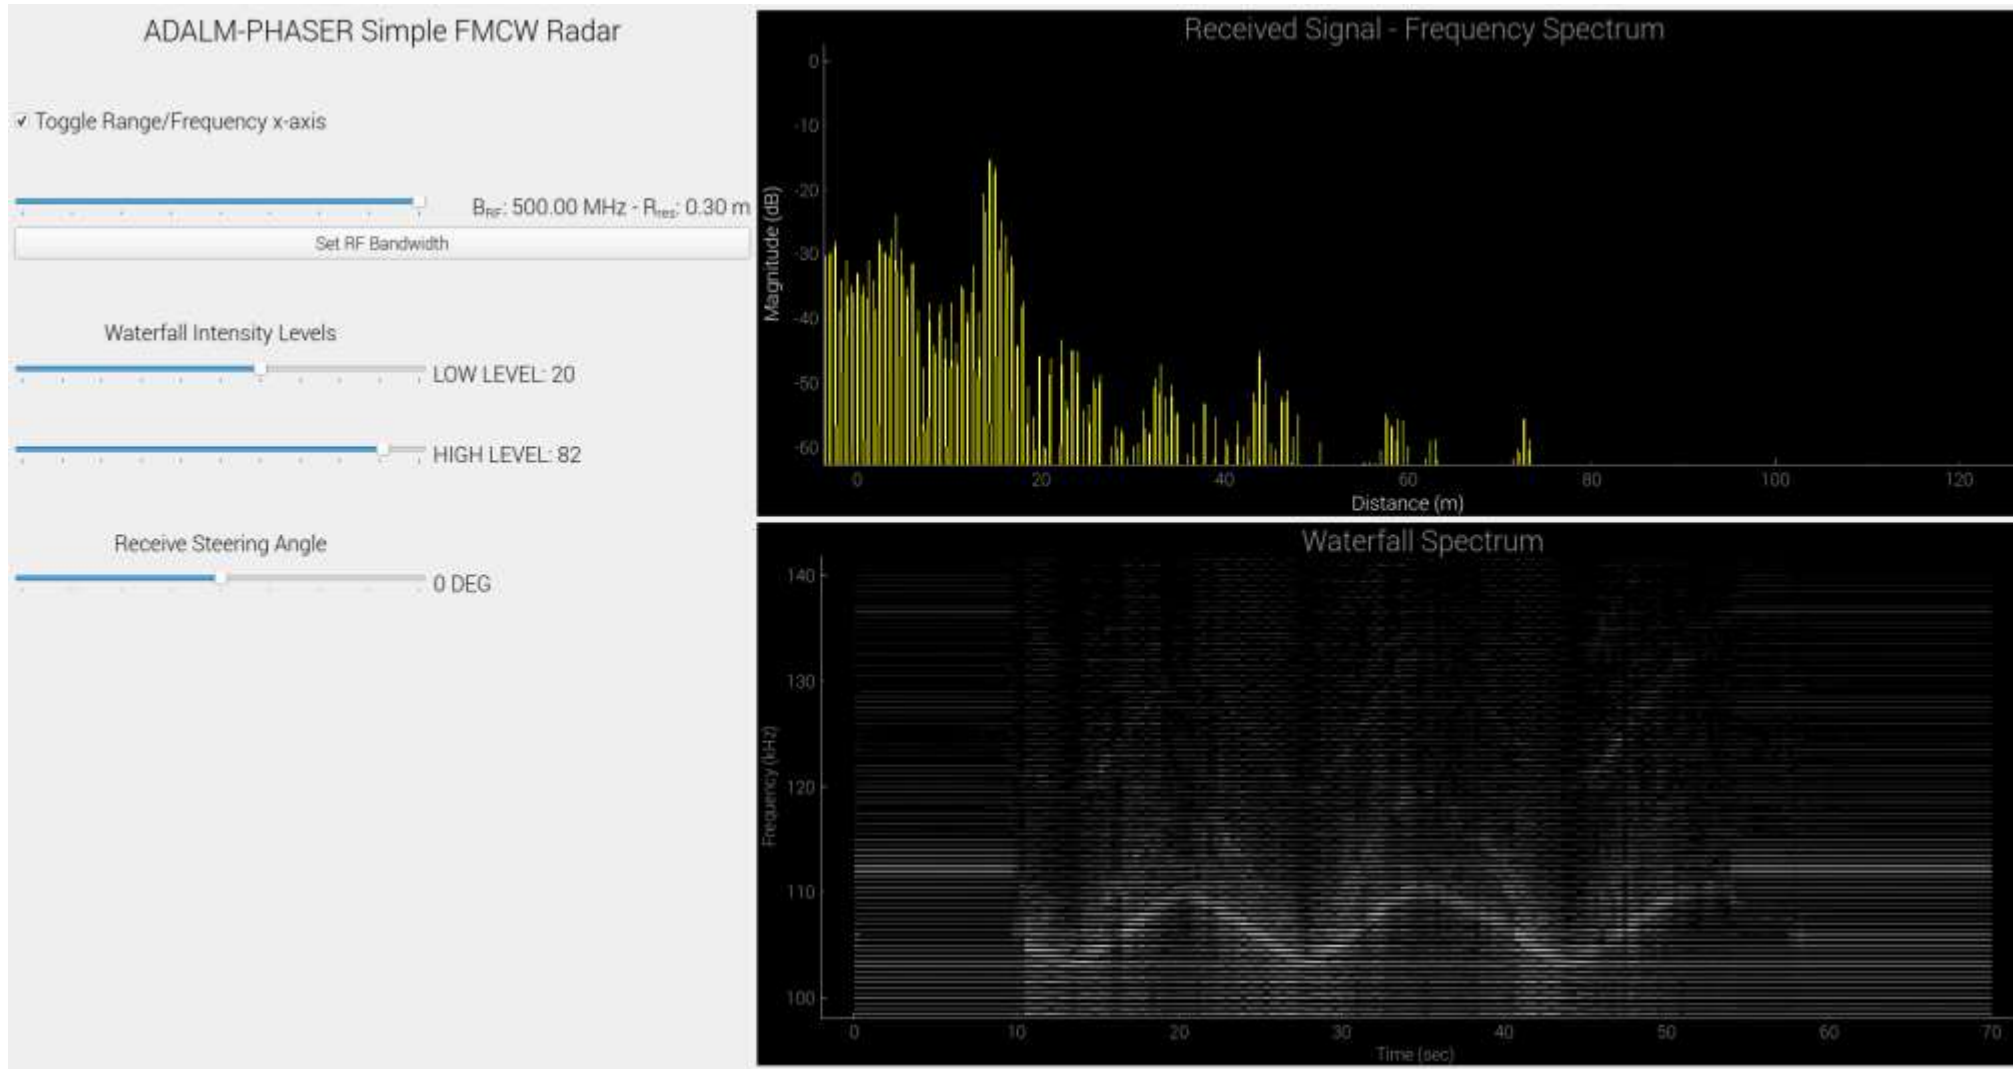 ADALM-PHASER Simple FMCW Radar
Toggle Range/Frequency x-axis
B_RF: 500.00 MHz - R_res: 0.30 m
Set RF Bandwidth
Waterfall Intensity Levels
LOW LEVEL: 20
HIGH LEVEL: 82
Receive Steering Angle
0 DEG
Received Signal - Frequency Spectrum
Magnitude (dB)
0
-10
-20
-30
-40
-50
-60
0 20 40 60 80 100 120
Distance (m)
Waterfall Spectrum
Frequency (kHz)
140
130
120
110
100
0 10 20 30 40 50 60 70
Time (sec)